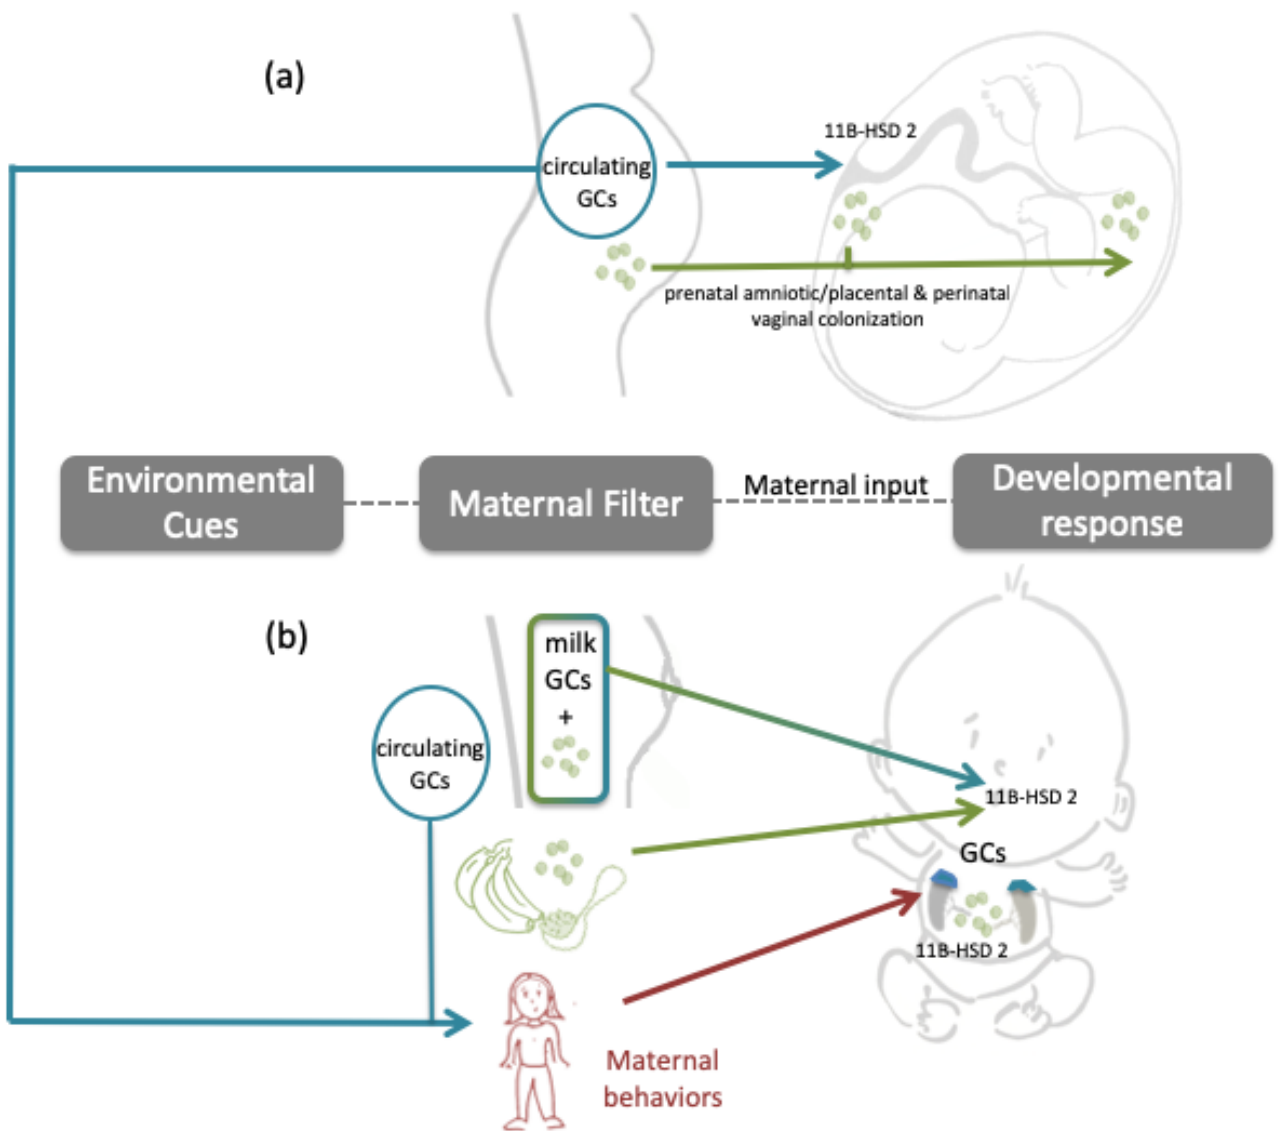 (a)
11B-HSD 2
circulating
GCs
prenatal amniotic/placental & perinatal
vaginal colonization
Environmental
Cues
Maternal Filter
Maternal input
Developmental
response
(b)
milk
GCs
+
circulating
GCs
11B-HSD 2
GCs
11B-HSD 2
Maternal
behaviors